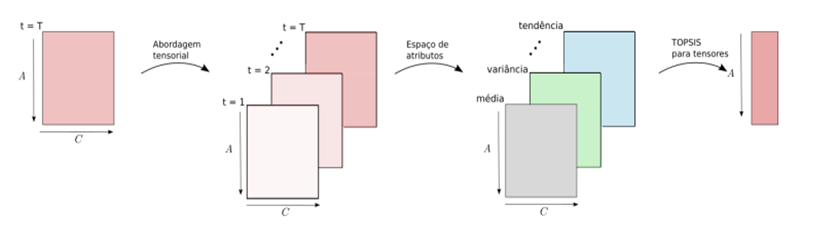 t = T
A
C
Abordagem
tensorial
t = T
t = 2
t = 1
A
C
Espaço de
atributos
tendência
variância
média
A
C
TOPSIS
para tensores
A